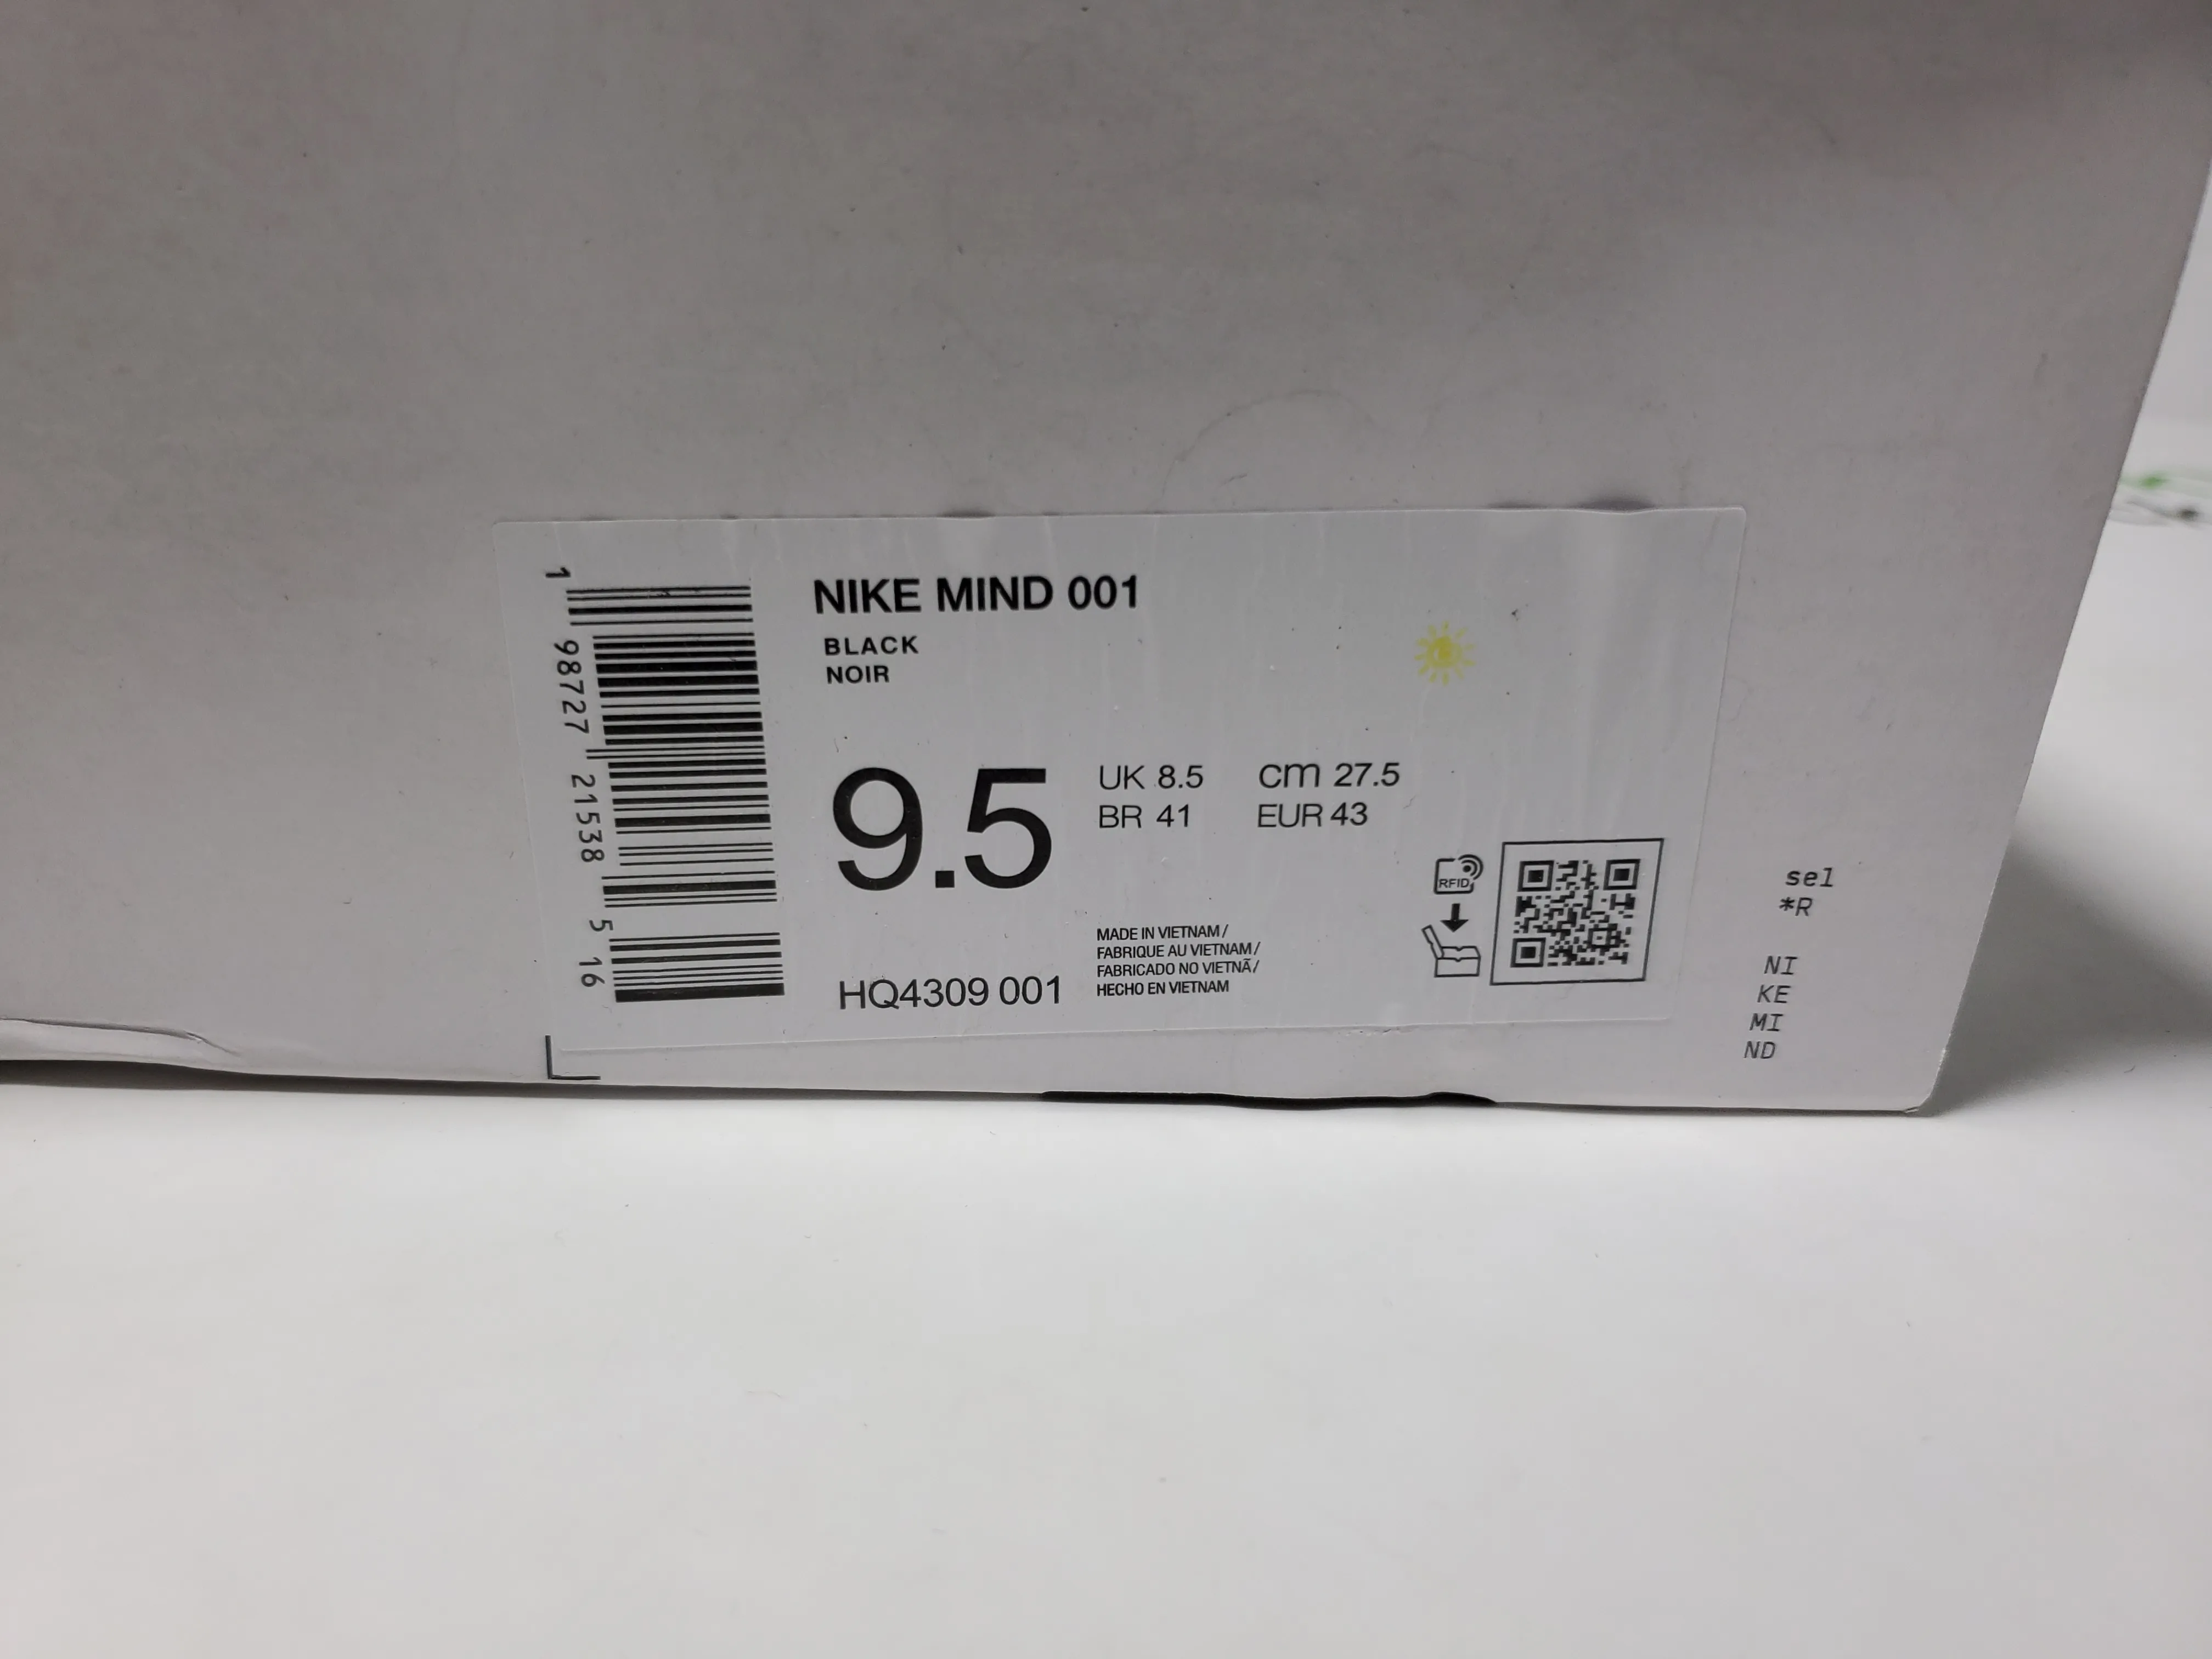 NIKE MIND 001
BLACK
NOIR
9.5
UK 8.5 cm 27.5
BR 41 EUR 43
HQ4309 001
MADE IN VIETNAM /
FABRIQUE AU VIETNAM /
FABRICADO NO VIETNÃ /
HECHO EN VIETNAM
RFID
1 98727 21538 5 16
sel
*R
NI
KE
MI
ND